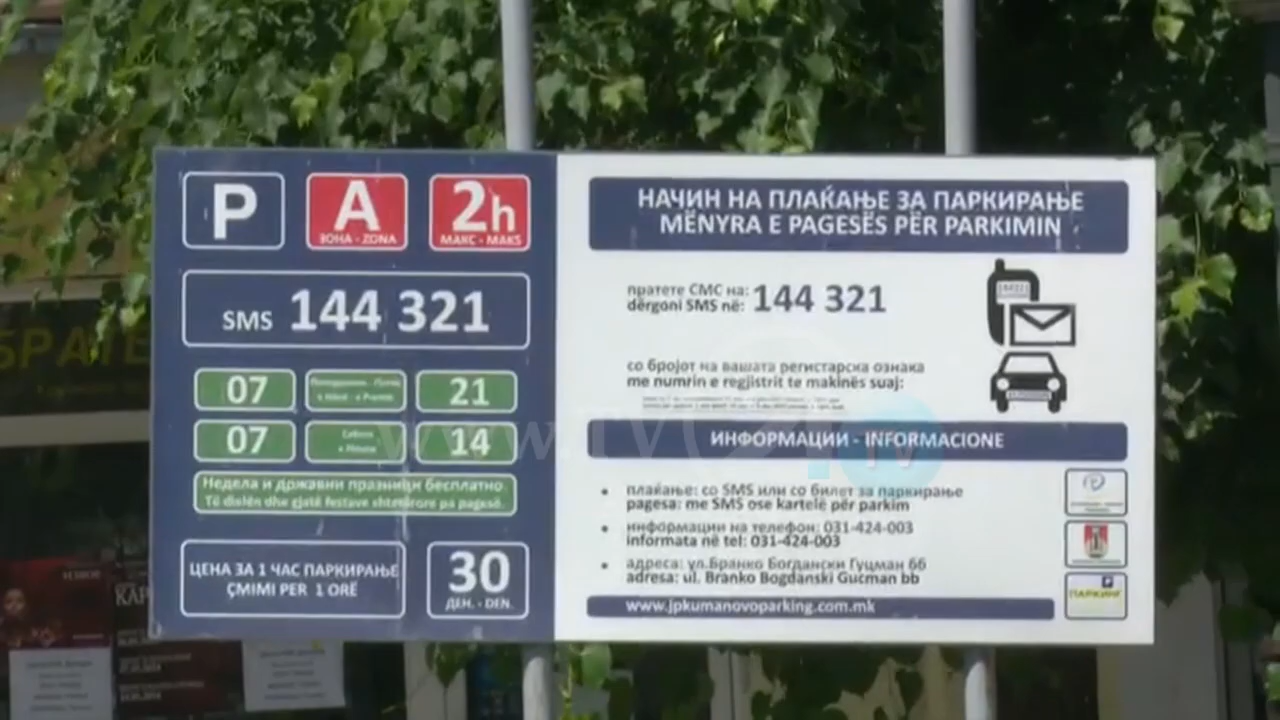 P
A
ЗОНА - ZONA
2h
МАКС - MAKS
SMS 144 321
07
21
07
14
Недела и државни празници бесплатно
Të dielën dhe gjatë festave shtetërore pa pagesë
ЦЕНА ЗА 1 ЧАС ПАРКИРАЊЕ
ÇMIMI PER 1 ORË
30
ДЕН. - DEN.
НАЧИН НА ПЛАЌАЊЕ ЗА ПАРКИРАЊЕ
MËNYRA E PAGESËS PËR PARKIMIN
пратете СМС на:
dërgoni SMS në:
144 321
со бројот на вашата регистарска ознака
me numrin e regjistrit te makinës suaj:
ИНФОРМАЦИИ - INFORMACIONE
• плаќање: со SMS или со билет за паркирање
pagesa: me SMS ose kartelë për parkim
• информации на телефон: 031-424-003
informata në tel: 031-424-003
• адреса: ул.Бранко Богдански Гуцман бб
adresa: ul. Branko Bogdanski Gucman bb
www.jpkumanovoparking.com.mk
ПАРКИНГ